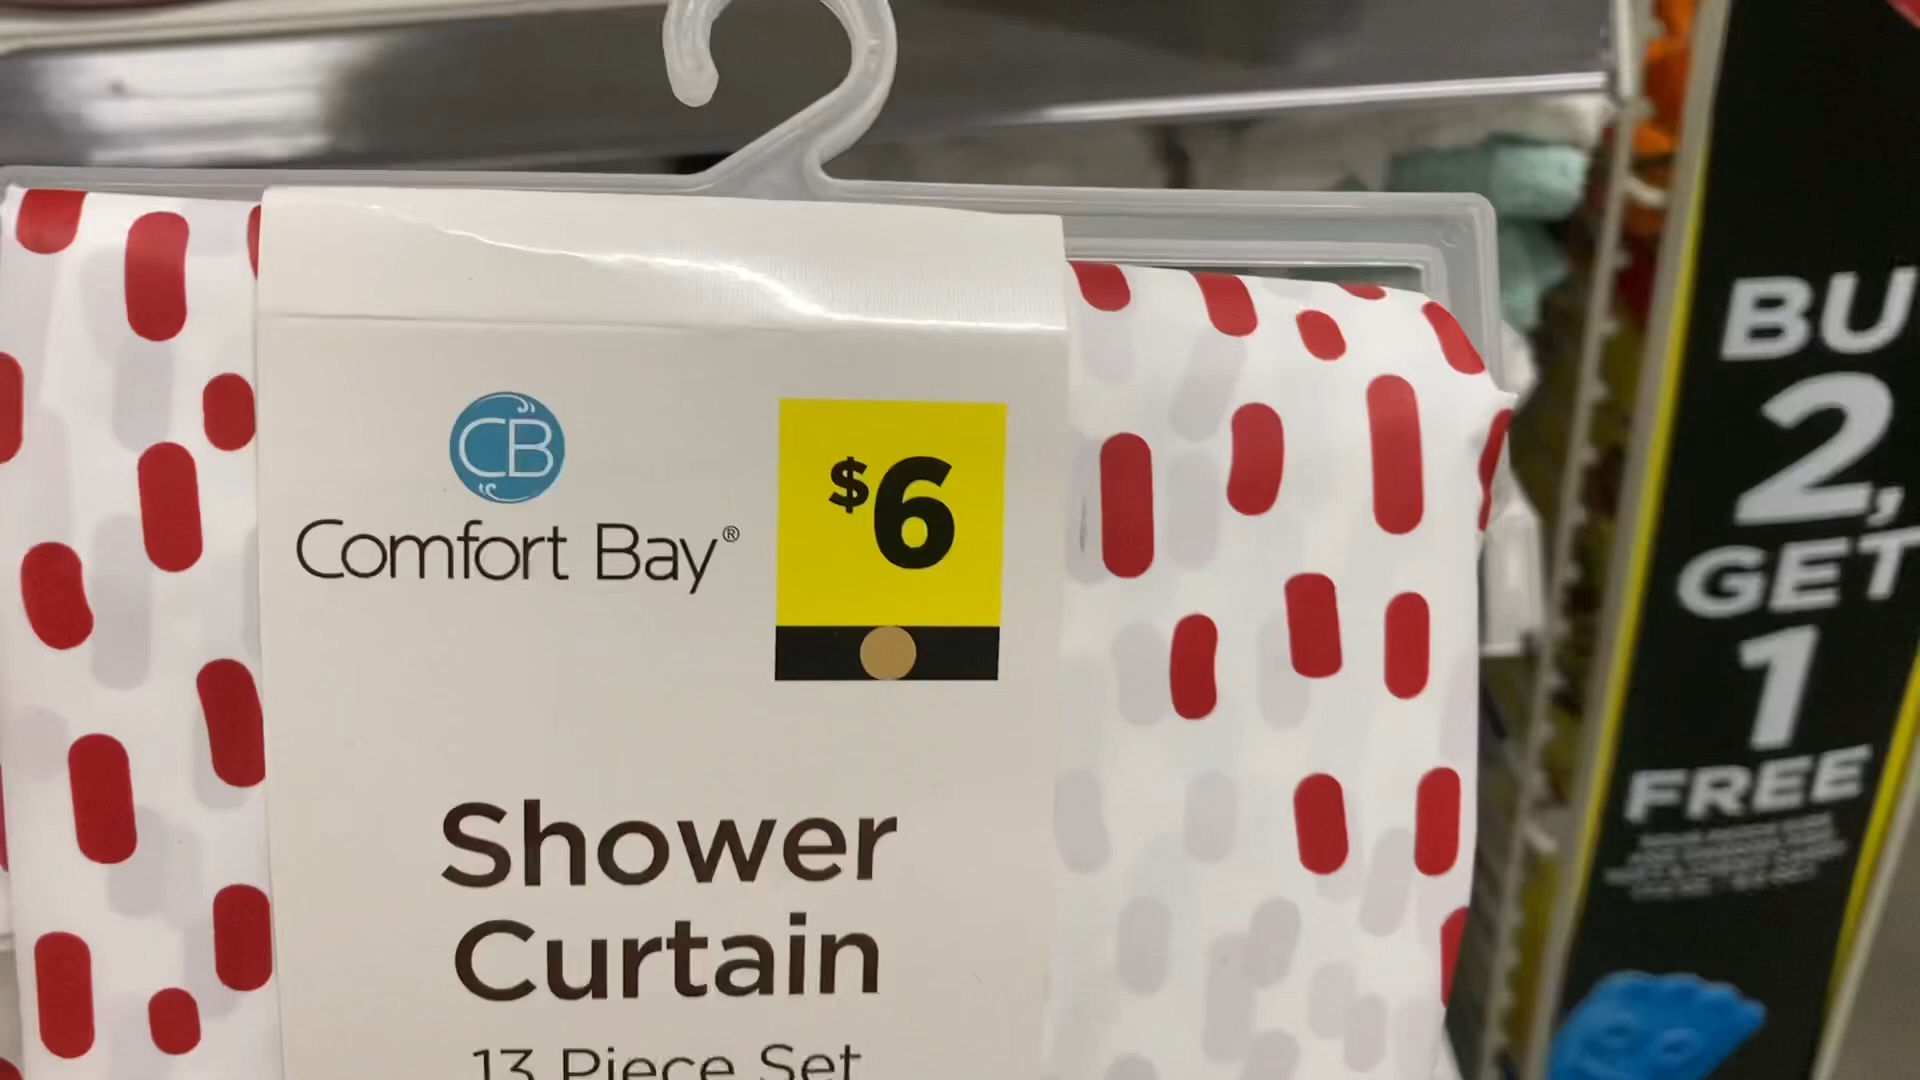 CB
Comfort Bay®
$6
Shower
Curtain
13 Piece Set
BU
2,
GET
1
FREE